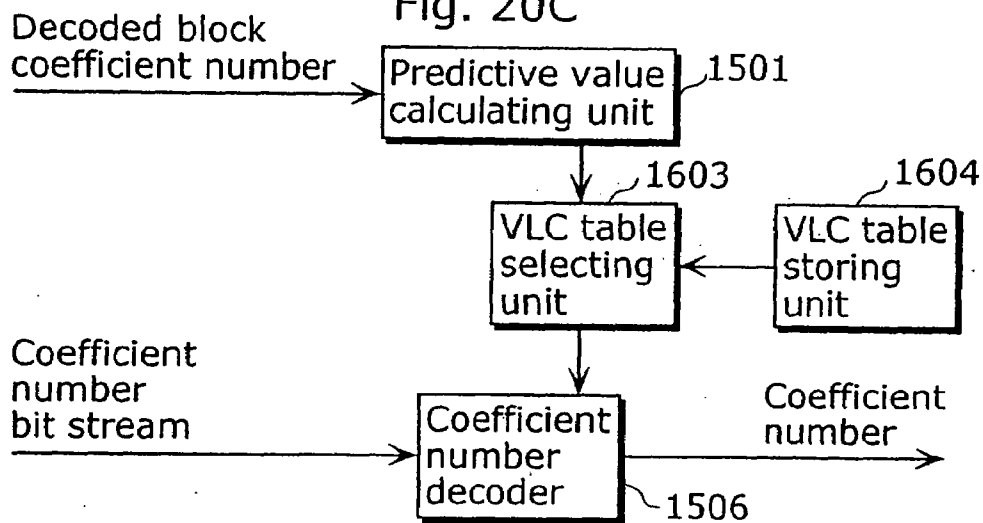 Fig. 20C
Decoded block
coefficient number
Predictive value
calculating unit
1501
1603
1604
VLC table
selecting
unit
VLC table
storing
unit
Coefficient
number
bit stream
Coefficient
number
decoder
Coefficient
number
1506